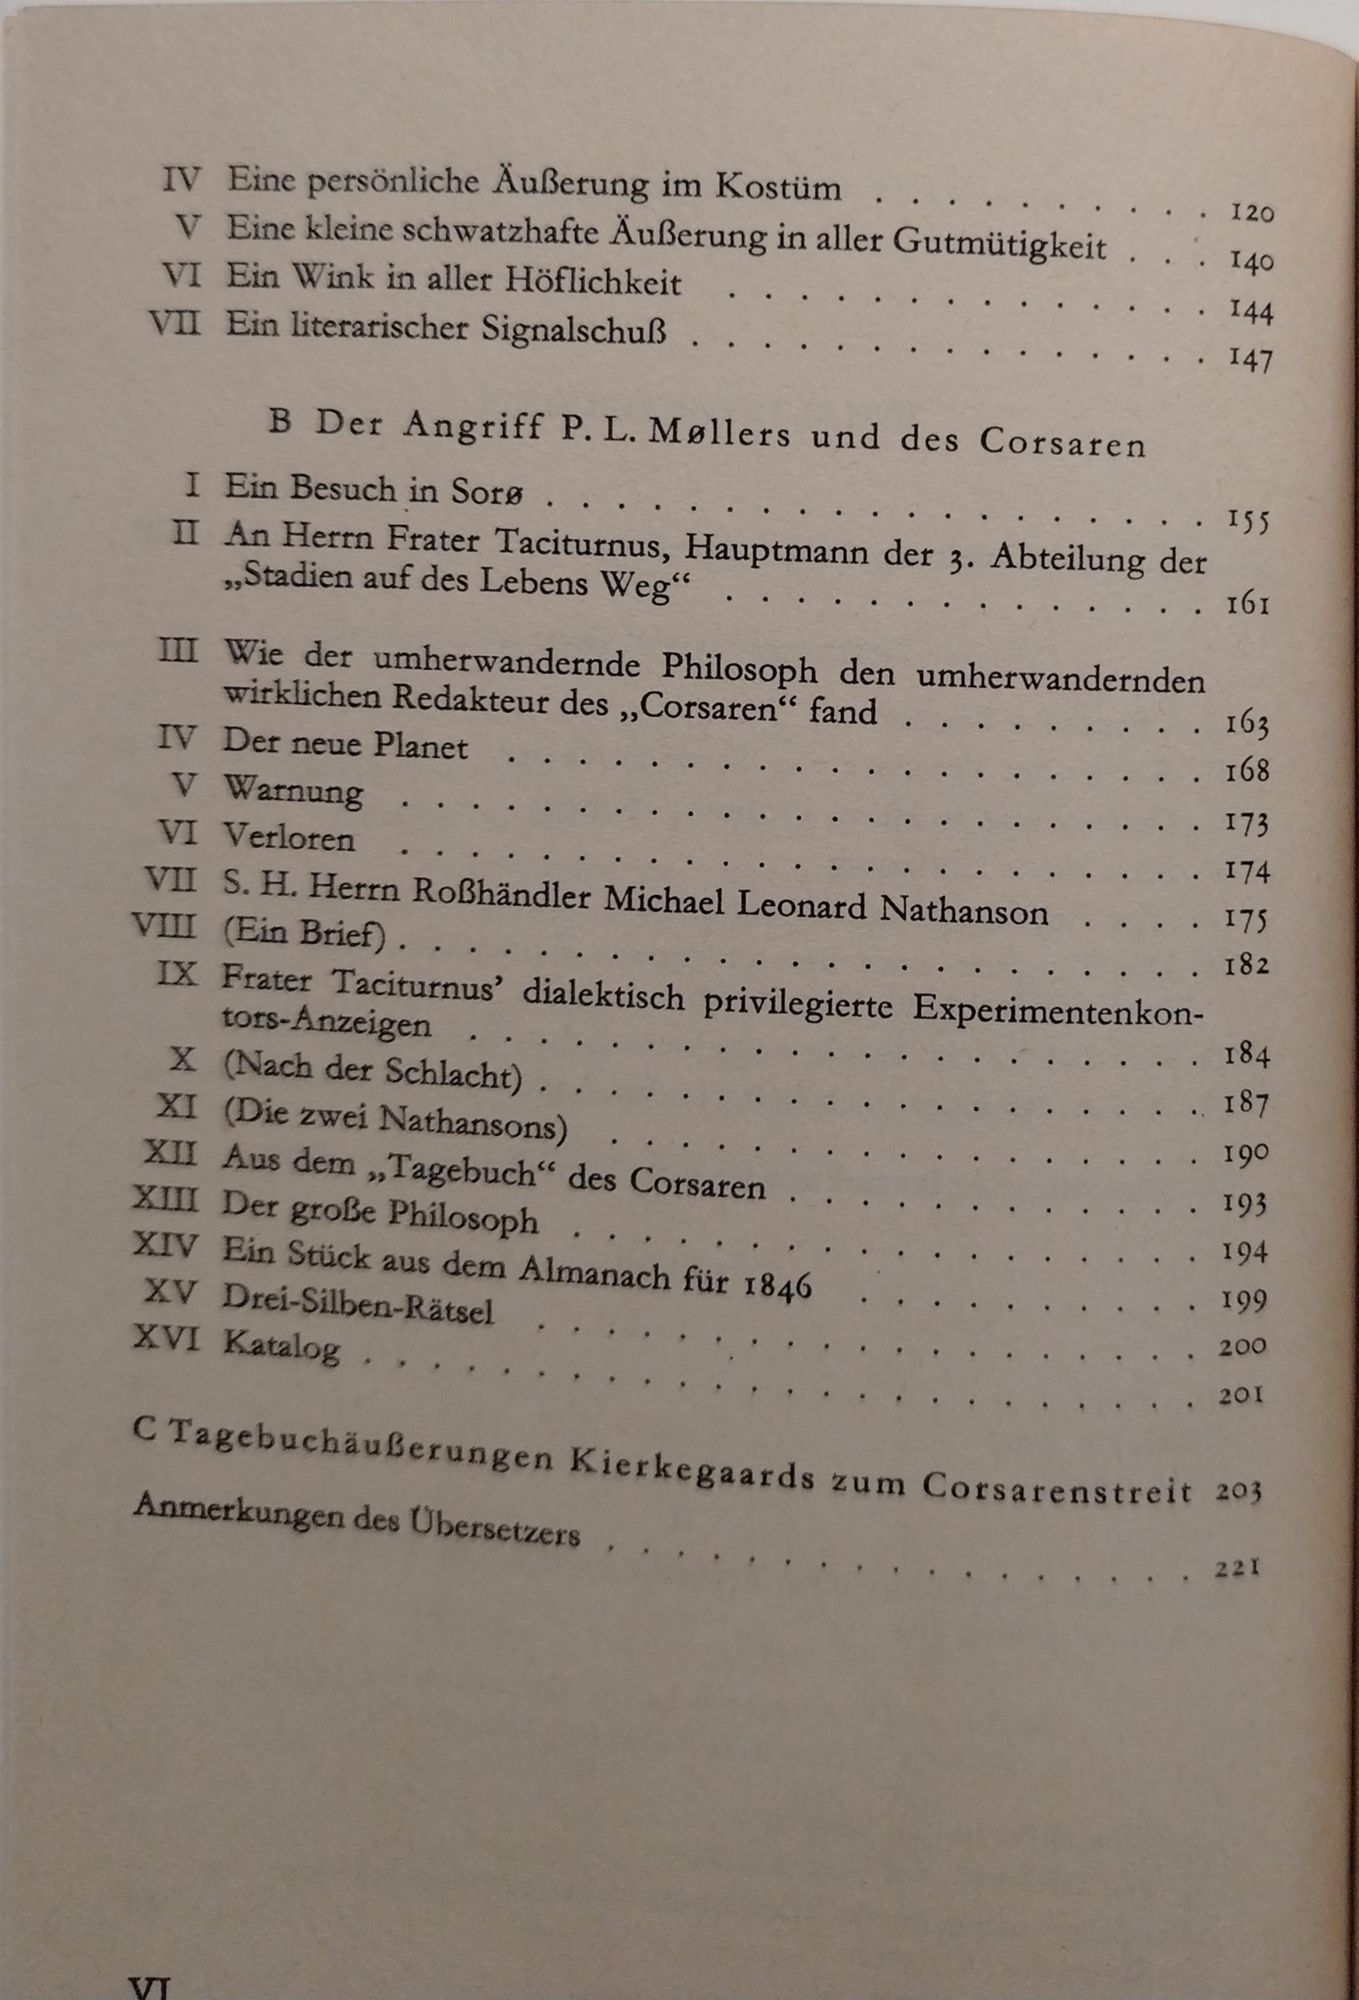 IV Eine persönliche Äußerung im Kostüm . . . . . . . . . . 120
V Eine kleine schwatzhafte Äußerung in aller Gutmütigkeit . . . 140
VI Ein Wink in aller Höflichkeit . . . . . . . . . . . . . . 144
VII Ein literarischer Signalschuß . . . . . . . . . . . . . . . 147
B Der Angriff P. L. Møllers und des Corsaren
I Ein Besuch in Sorø . . . . . . . . . . . . . . . . . . . 155
II An Herrn Frater Taciturnus, Hauptmann der 3. Abteilung der
„Stadien auf des Lebens Weg“ . . . . . . . . . . . . . . 161
III Wie der umherwandernde Philosoph den umherwandernden
wirklichen Redakteur des „Corsaren“ fand . . . . . . . . . 163
IV Der neue Planet . . . . . . . . . . . . . . . . . . . . 168
V Warnung . . . . . . . . . . . . . . . . . . . . . . . 173
VI Verloren . . . . . . . . . . . . . . . . . . . . . . . 174
VII S. H. Herrn Roßhändler Michael Leonard Nathanson . . . . 175
VIII (Ein Brief) . . . . . . . . . . . . . . . . . . . . . . . 182
IX Frater Taciturnus’ dialektisch privilegierte Experimentenkon-
tors-Anzeigen . . . . . . . . . . . . . . . . . . . . . 184
X (Nach der Schlacht) . . . . . . . . . . . . . . . . . . . 187
XI (Die zwei Nathansons) . . . . . . . . . . . . . . . . . 190
XII Aus dem „Tagebuch“ des Corsaren . . . . . . . . . . . . 193
XIII Der große Philosoph . . . . . . . . . . . . . . . . . . 194
XIV Ein Stück aus dem Almanach für 1846 . . . . . . . . . . 199
XV Drei-Silben-Rätsel . . . . . . . . . . . . . . . . . . . 200
XVI Katalog . . . . . . . . . . . . . . . . . . . . . . . . 201
C Tagebuchäußerungen Kierkegaards zum Corsarenstreit 203
Anmerkungen des Übersetzers . . . . . . . . . . . . . . . . . 221
VI